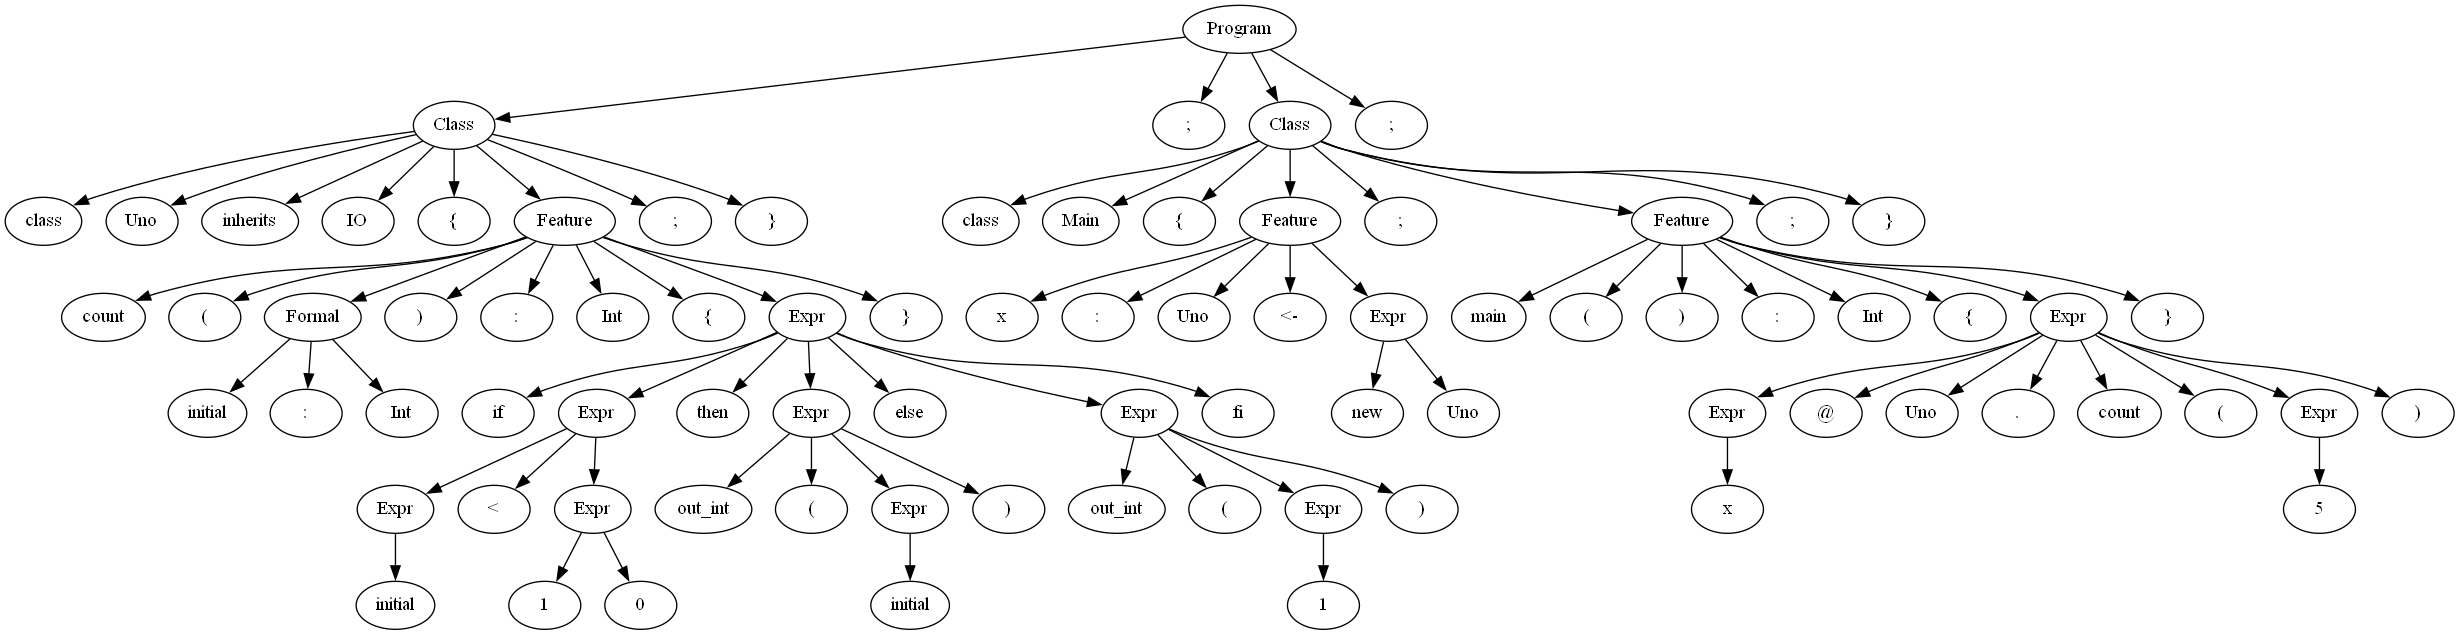 Program
Class ; Class ;
class Uno inherits IO { Feature ; } class Main { Feature ; Feature ; }
count ( Formal ) : Int { Expr } x : Uno <- Expr main ( ) : Int { Expr }
initial : Int if Expr then Expr else Expr fi new Uno Expr @ Uno . count ( Expr )
Expr < Expr out_int ( Expr ) out_int ( Expr ) x 5
initial 1 0 initial 1